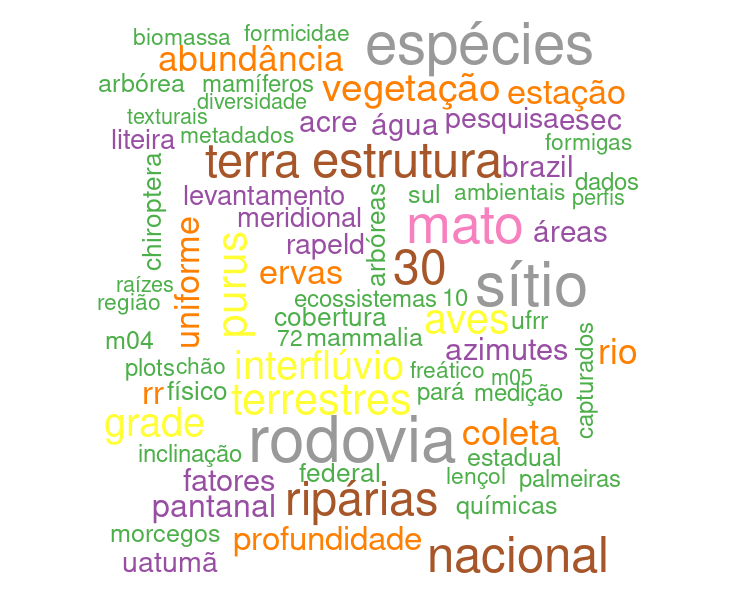 biomassa formicidae
espécies
abundância
arbórea mamíferos
vegetação estação
diversidade
texturais
acre água pesquisa esec
liteira metadados
formigas
terra estrutura brazil
chiroptera
levantamento
arbóreas
sul ambientais dados
perfis
meridional mato áreas
rapeld
uniforme
purus
ervas 30
raízes
região
ecossistemas 10 sítio
cobertura aves ufrr
m04 72 mammalia
azimutes rio
capturados
plots chão interflúvio freático m05
rr físico terrestres pará medição
grade rodovia coleta
inclinação estadual
fatores federal lençol palmeiras
pantanal ripárias químicas
morcegos profundidade nacional
uatumã